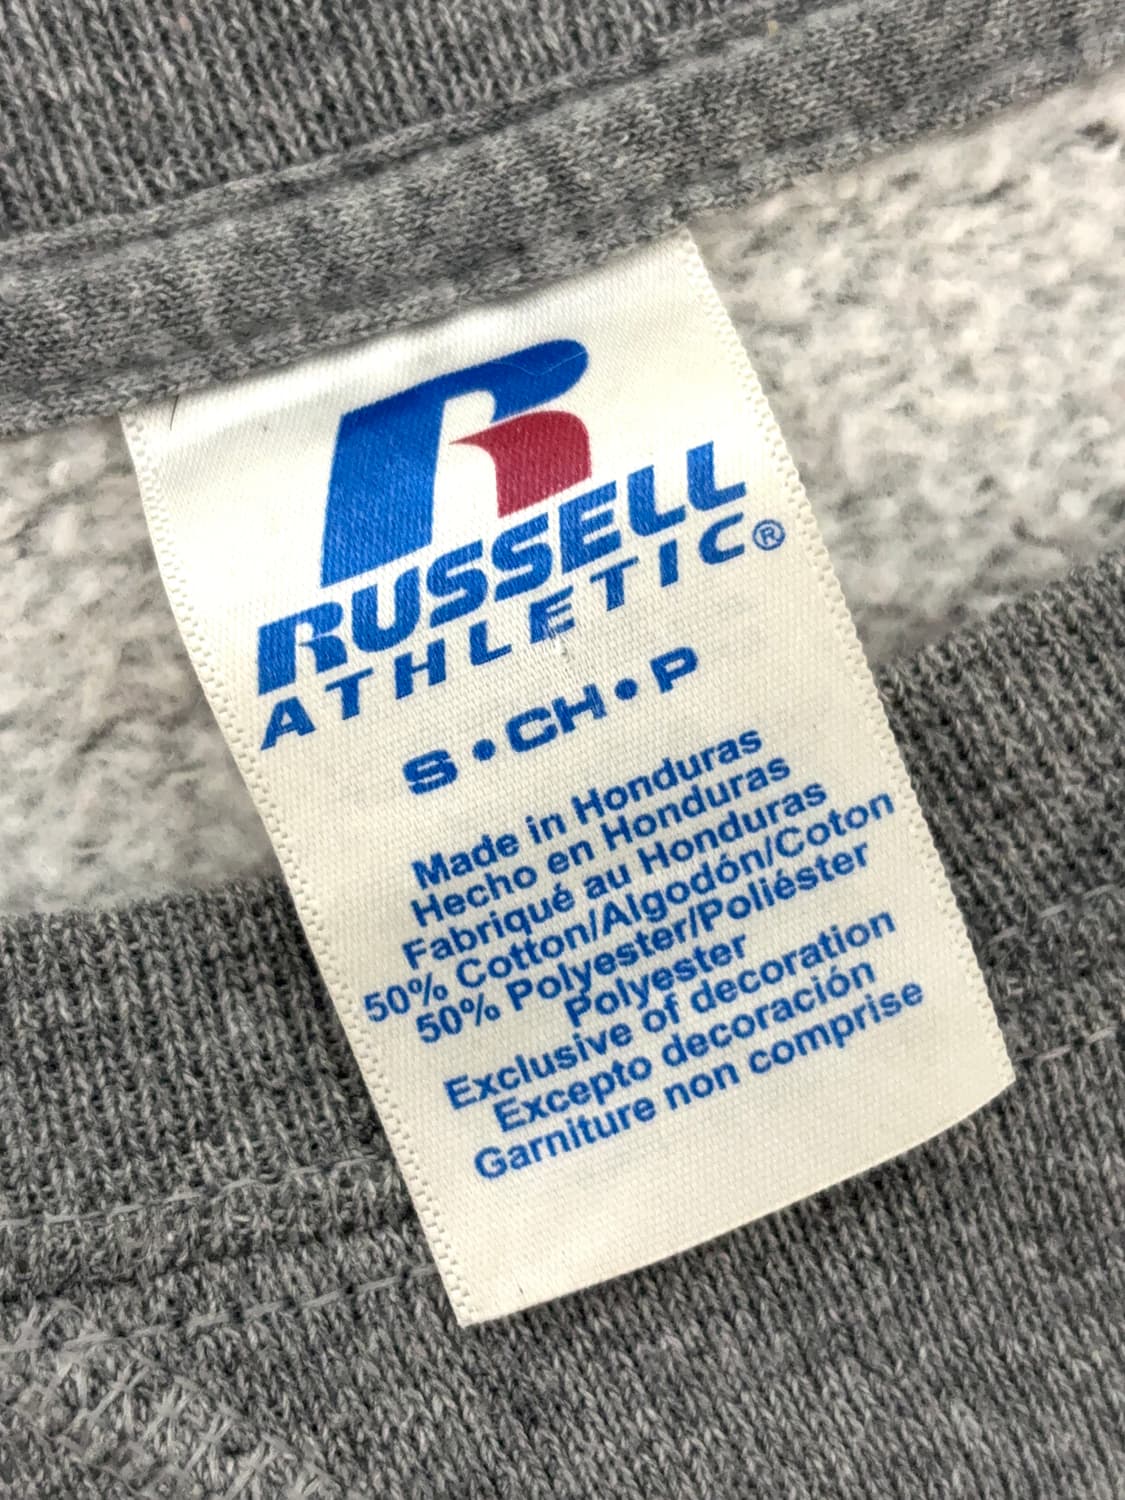 R
RUSSELL
ATHLETIC®
S•CH•P
Made in Honduras
Hecho en Honduras
Fabriqué au Honduras
50% Cotton/Algodón/Coton
50% Polyester/Poliéster
Polyester
Exclusive of decoration
Excepto decoración
Garniture non comprise